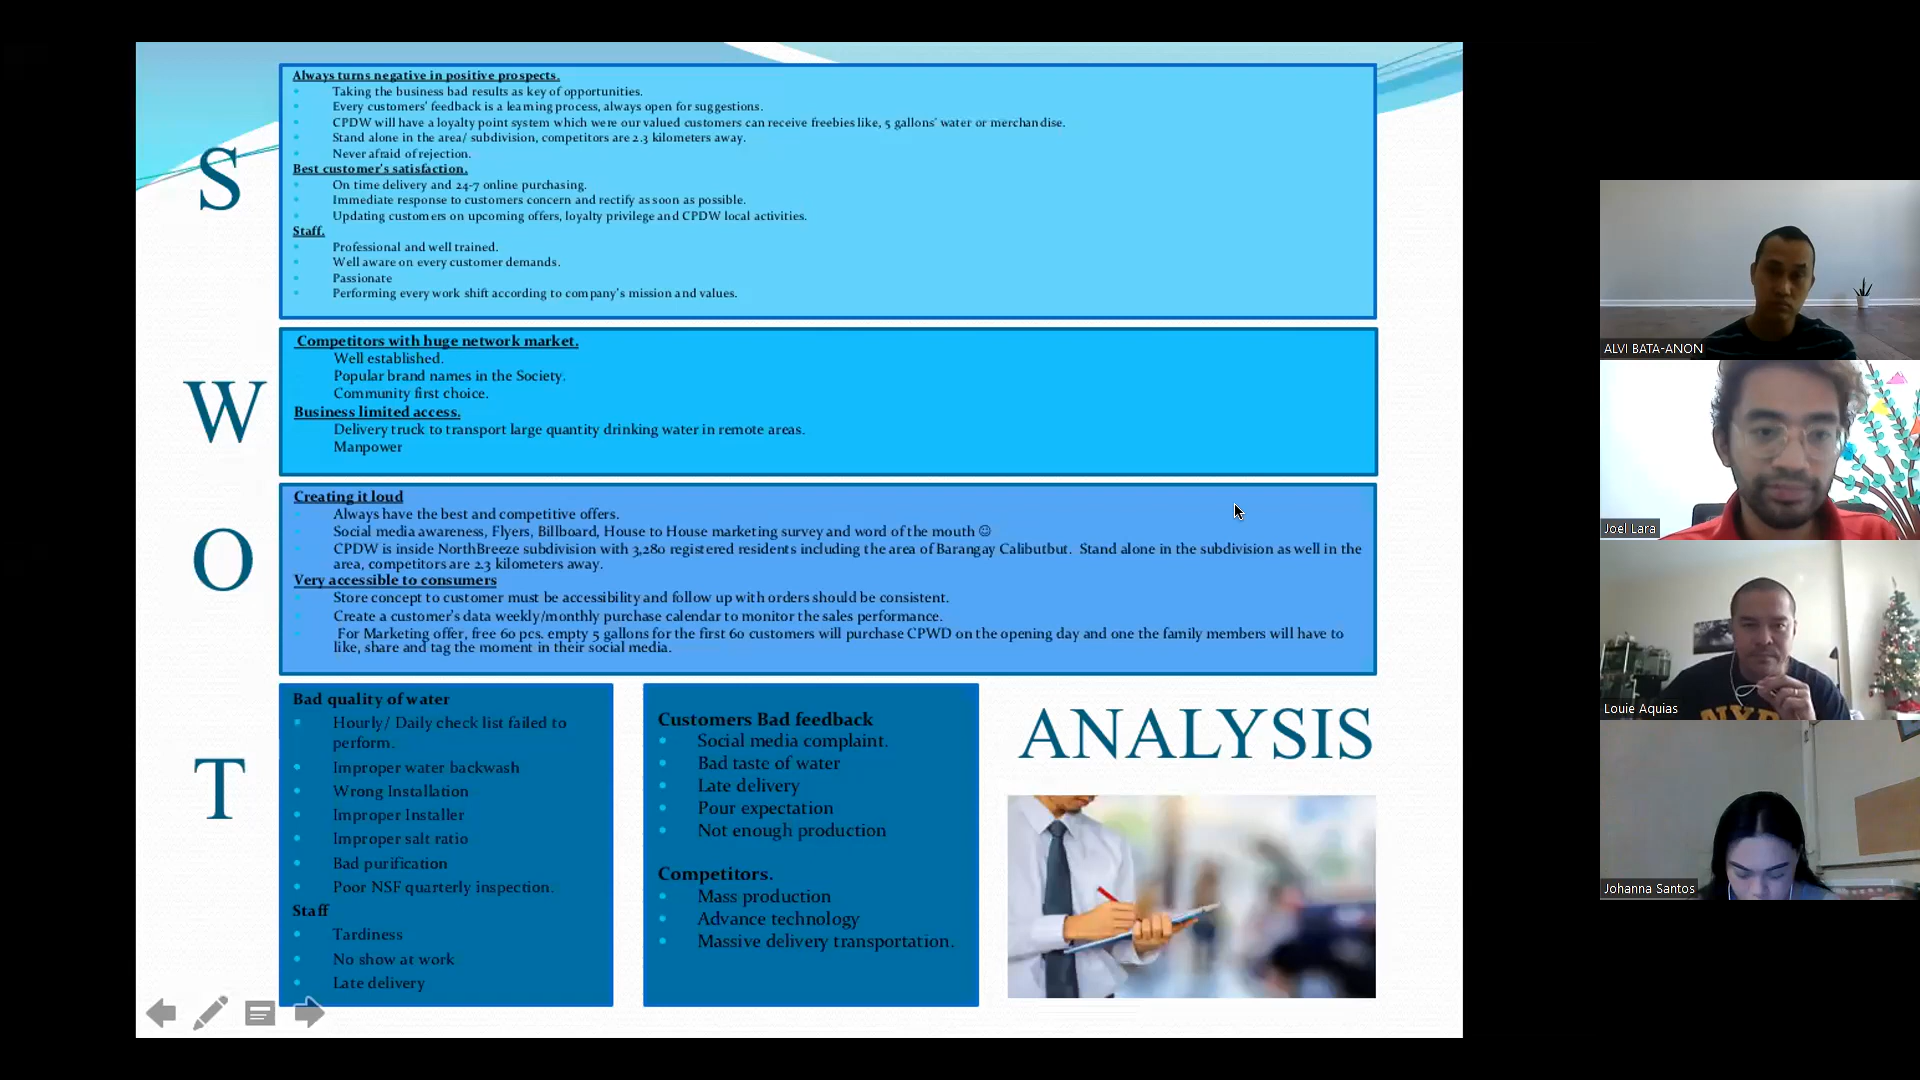 S
Always turns negative in positive prospects.
Taking the business bad results as key of opportunities.
Every customers' feedback is a learning process, always open for suggestions.
CPDW will have a loyalty point system which were our valued customers can receive freebies like, 5 gallons' water or merchandise.
Stand alone in the area/ subdivision, competitors are 2.3 kilometers away.
Never afraid of rejection.
Best customer's satisfaction.
On time delivery and 24-7 online purchasing.
Immediate response to customers concern and rectify as soon as possible.
Updating customers on upcoming offers, loyalty privilege and CPDW local activities.
Staff.
Professional and well trained.
Well aware on every customer demands.
Passionate
Performing every work shift according to company's mission and values.
W
Competitors with huge network market.
Well established.
Popular brand names in the Society.
Community first choice.
Business limited access.
Delivery truck to transport large quantity drinking water in remote areas.
Manpower
O
Creating it loud
Always have the best and competitive offers.
Social media awareness, Flyers, Billboard, House to House marketing survey and word of the mouth ☺
CPDW is inside NorthBreeze subdivision with 3,280 registered residents including the area of Barangay Calibutbut. Stand alone in the subdivision as well in the
area, competitors are 2.3 kilometers away.
Very accessible to consumers
Store concept to customer must be accessibility and follow up with orders should be consistent.
Create a customer's data weekly/monthly purchase calendar to monitor the sales performance.
For Marketing offer, free 60 pcs. empty 5 gallons for the first 60 customers will purchase CPWD on the opening day and one the family members will have to
like, share and tag the moment in their social media.
T
Bad quality of water
Hourly/ Daily check list failed to
perform.
Improper water backwash
Wrong Installation
Improper Installer
Improper salt ratio
Bad purification
Poor NSF quarterly inspection.
Staff
Tardiness
No show at work
Late delivery
Customers Bad feedback
Social media complaint.
Bad taste of water
Late delivery
Pour expectation
Not enough production
Competitors.
Mass production
Advance technology
Massive delivery transportation.
ANALYSIS
ALVI BATA-ANON
Joel Lara
Louie Aquias
Johanna Santos